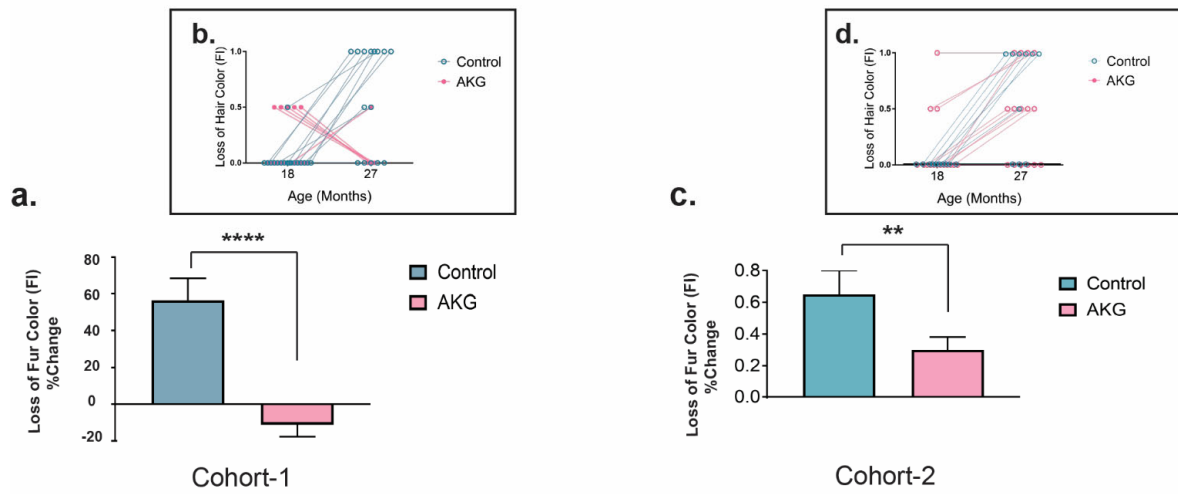 b.
Loss of Hair Color (FI)
1.0
0.5
0.0
18
27
Age (Months)
Control
AKG
d.
Loss of Hair Color (FI)
1.0
0.5
0.0
18
27
Age (Months)
Control
AKG
a.
Loss of Fur Color (FI)
%Change
80
60
40
20
0
-20
****
Control
AKG
Cohort-1
c.
Loss of Fur Color (FI)
%Change
0.8
0.6
0.4
0.2
0.0
**
Control
AKG
Cohort-2